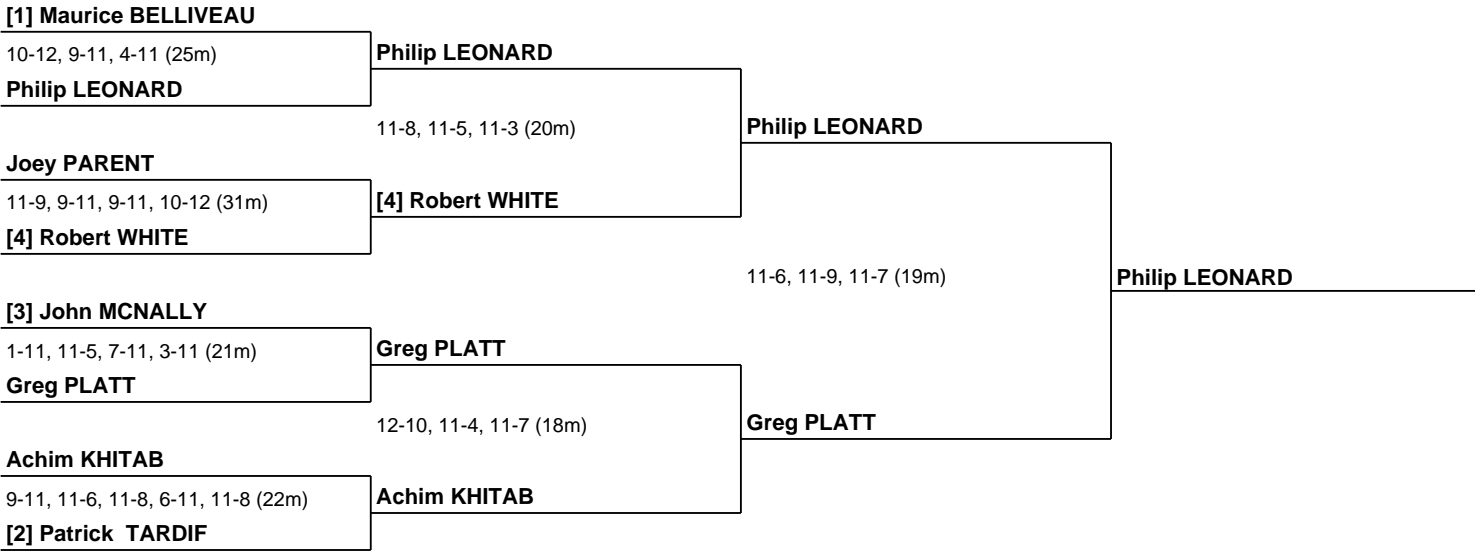 [1] Maurice BELLIVEAU
10-12, 9-11, 4-11 (25m)
Philip LEONARD
Philip LEONARD
11-8, 11-5, 11-3 (20m)
Philip LEONARD
Joey PARENT
11-9, 9-11, 9-11, 10-12 (31m)
[4] Robert WHITE
[4] Robert WHITE
11-6, 11-9, 11-7 (19m)
Philip LEONARD
[3] John MCNALLY
1-11, 11-5, 7-11, 3-11 (21m)
Greg PLATT
Greg PLATT
12-10, 11-4, 11-7 (18m)
Greg PLATT
Achim KHITAB
9-11, 11-6, 11-8, 6-11, 11-8 (22m)
Achim KHITAB
[2] Patrick  TARDIF